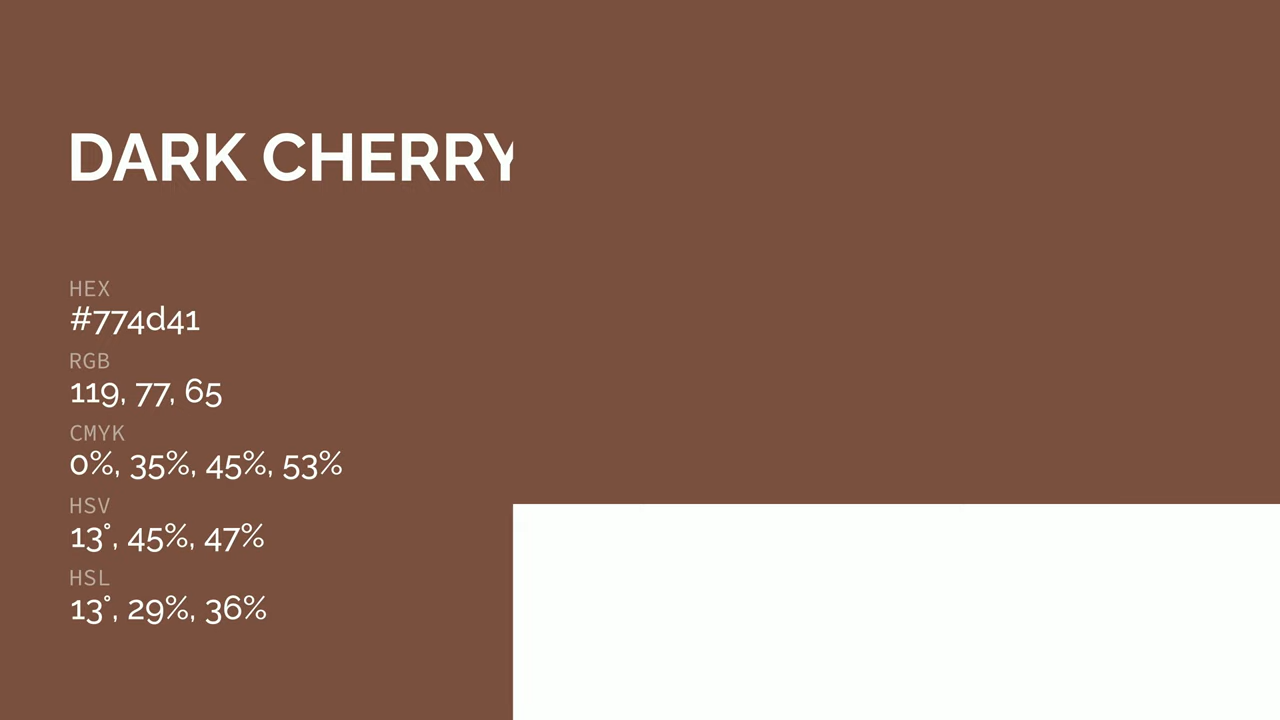 DARK CHERRY
HEX
#774d41
RGB
119, 77, 65
CMYK
0%, 35%, 45%, 53%
HSV
13°, 45%, 47%
HSL
13°, 29%, 36%